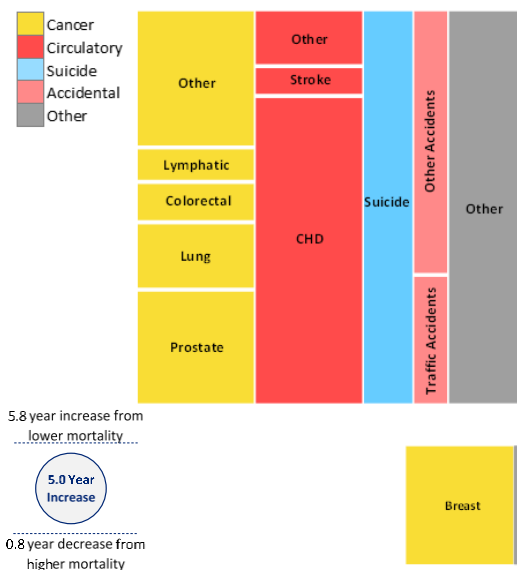 Cancer
Circulatory
Suicide
Accidental
Other
Other
Lymphatic
Colorectal
Lung
Prostate
Other
Stroke
CHD
Suicide
Other Accidents
Traffic Accidents
Other
5.8 year increase from
lower mortality
5.0 Year
Increase
0.8 year decrease from
higher mortality
Breast